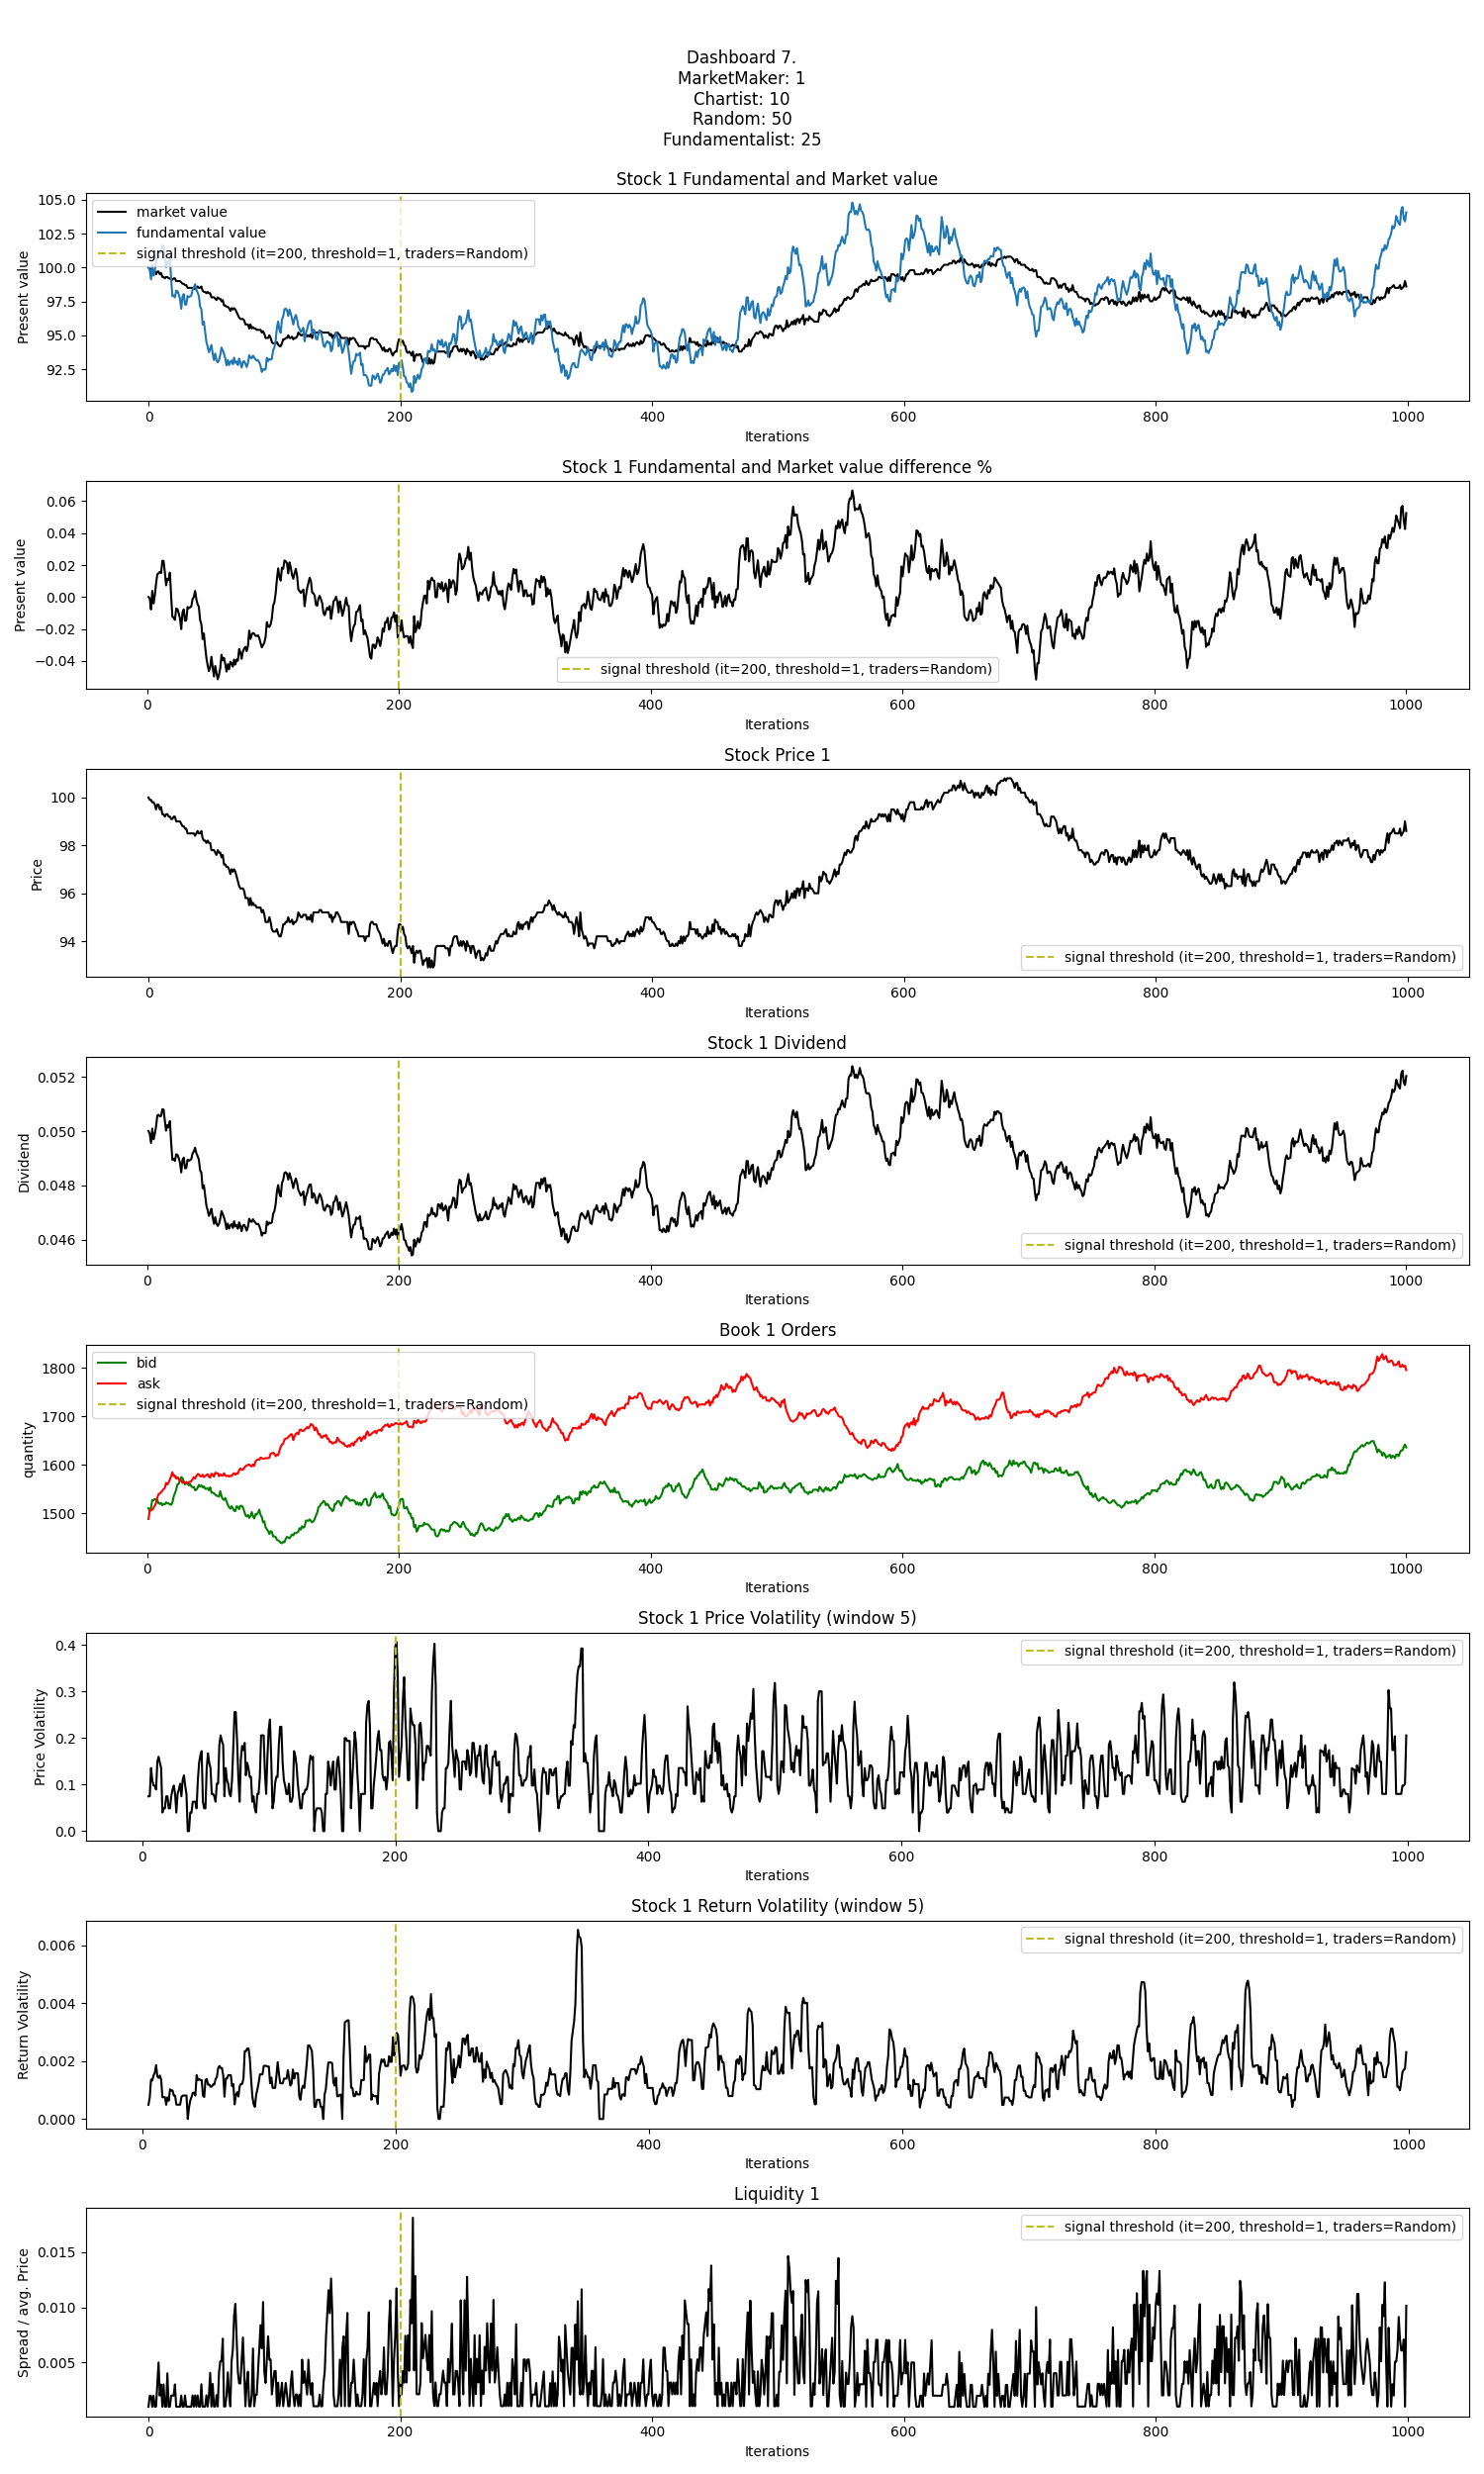 Dashboard 7.
MarketMaker: 1
Chartist: 10
Random: 50
Fundamentalist: 25
Stock 1 Fundamental and Market value
market value
fundamental value
signal threshold (it=200, threshold=1, traders=Random)
Present value
105.0
102.5
100.0
97.5
95.0
92.5
0 200 400 600 800 1000
Iterations
Stock 1 Fundamental and Market value difference %
Present value
0.06
0.04
0.02
0.00
−0.02
−0.04
signal threshold (it=200, threshold=1, traders=Random)
0 200 400 600 800 1000
Iterations
Stock Price 1
Price
100
98
96
94
signal threshold (it=200, threshold=1, traders=Random)
0 200 400 600 800 1000
Iterations
Stock 1 Dividend
Dividend
0.052
0.050
0.048
0.046
signal threshold (it=200, threshold=1, traders=Random)
0 200 400 600 800 1000
Iterations
Book 1 Orders
bid
ask
signal threshold (it=200, threshold=1, traders=Random)
quantity
1800
1700
1600
1500
0 200 400 600 800 1000
Iterations
Stock 1 Price Volatility (window 5)
signal threshold (it=200, threshold=1, traders=Random)
Price Volatility
0.4
0.3
0.2
0.1
0.0
0 200 400 600 800 1000
Iterations
Stock 1 Return Volatility (window 5)
signal threshold (it=200, threshold=1, traders=Random)
Return Volatility
0.006
0.004
0.002
0.000
0 200 400 600 800 1000
Iterations
Liquidity 1
signal threshold (it=200, threshold=1, traders=Random)
Spread / avg. Price
0.015
0.010
0.005
0 200 400 600 800 1000
Iterations